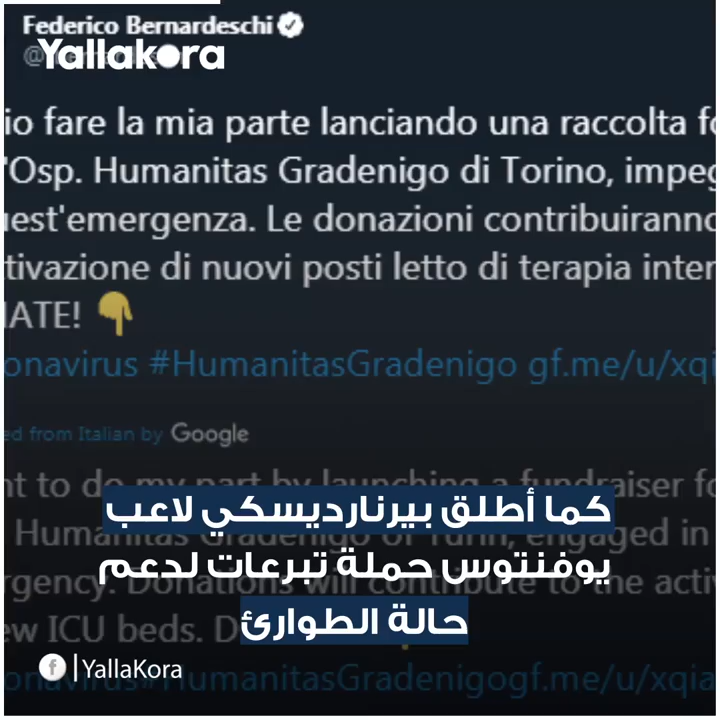 Federico Bernardeschi
@
Yallakora
io fare la mia parte lanciando una raccolta fo
'Osp. Humanitas Gradenigo di Torino, impeg
uest'emergenza. Le donazioni contribuiranno
tivazione di nuovi posti letto di terapia inter
IATE! 👇
onavirus #HumanitasGradenigo gf.me/u/xqi
ed from Italian by Google
nt to do my part by launching a fundraiser fo
Humanitas Gradenigo of Turin, engaged in
rgency. Donations will contribute to the activ
ew ICU beds. D
كما أطلق بيرنارديسكي لاعب
يوفنتوس حملة تبرعات لدعم
حالة الطوارئ
f | YallaKora
onavirus#HumanitasGradenigogf.me/u/xqia